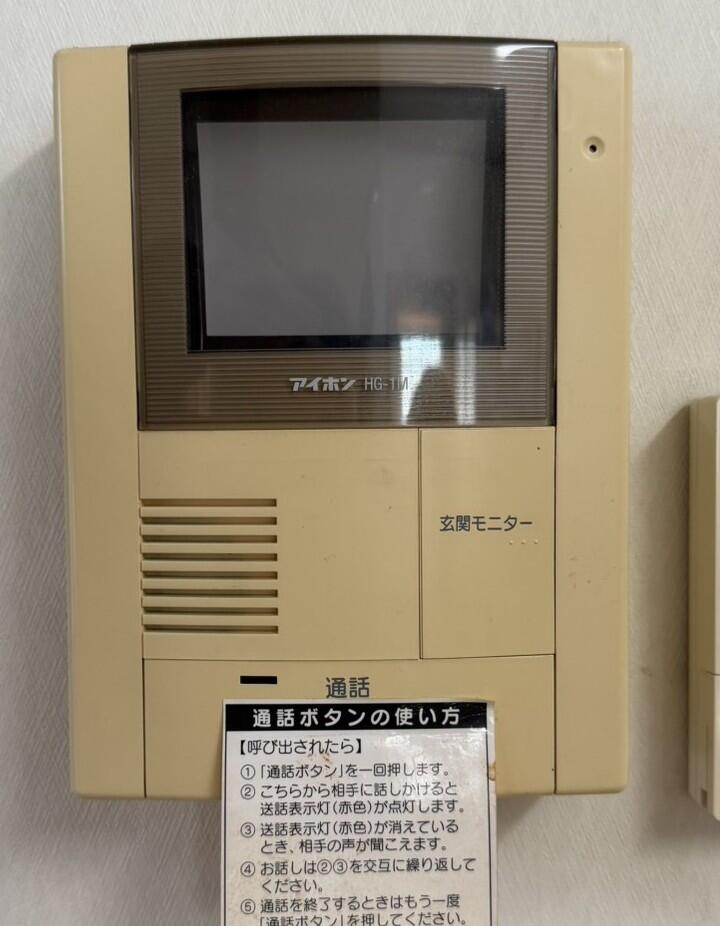 アイホン HG-1M
玄関モニター
通話
通話ボタンの使い方
【呼び出されたら】
①「通話ボタン」を一回押します。
②こちらから相手に話しかけると
送話表示灯(赤色)が点灯します。
③送話表示灯(赤色)が消えている
とき、相手の声が聞こえます。
④お話しは②③を交互に繰り返して
ください。
⑤通話を終了するときはもう一度
「通話ボタン」を押してください。